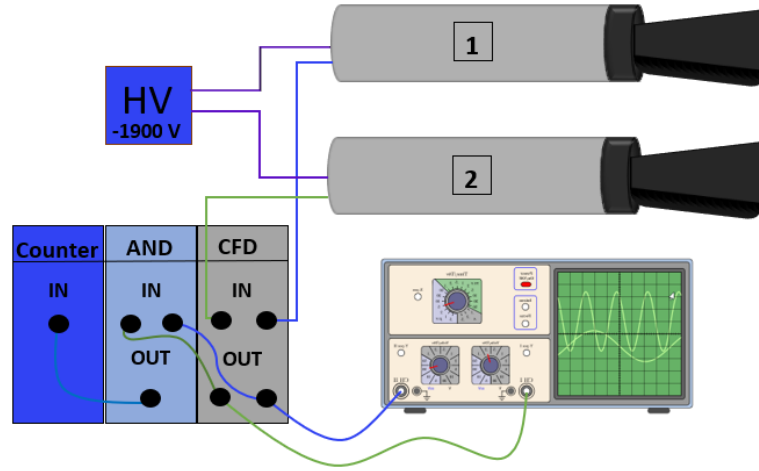 1
HV
-1900 V
2
Counter AND CFD
IN IN IN
OUT OUT